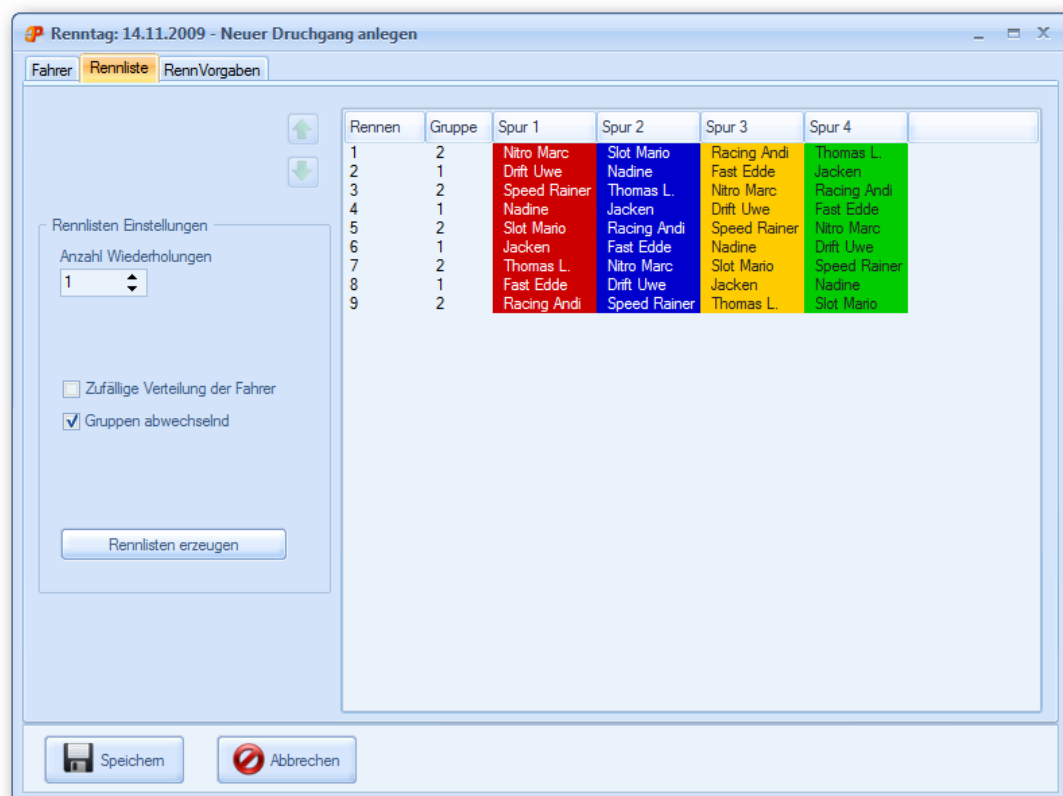 Renntag: 14.11.2009 - Neuer Druchgang anlegen
Fahrer Rennliste RennVorgaben
Rennen Gruppe Spur 1 Spur 2 Spur 3 Spur 4
1 2 Nitro Marc Slot Mario Racing Andi Thomas L.
2 1 Drift Uwe Nadine Fast Edde Jacken
3 2 Speed Rainer Thomas L. Nitro Marc Racing Andi
4 1 Nadine Jacken Drift Uwe Fast Edde
5 2 Slot Mario Racing Andi Speed Rainer Nitro Marc
6 1 Jacken Fast Edde Nadine Drift Uwe
7 2 Thomas L. Nitro Marc Slot Mario Speed Rainer
8 1 Fast Edde Drift Uwe Jacken Nadine
9 2 Racing Andi Speed Rainer Thomas L. Slot Mario
Rennlisten Einstellungen
Anzahl Wiederholungen
1
Zufällige Verteilung der Fahrer
Gruppen abwechselnd
Rennlisten erzeugen
Speichern Abbrechen